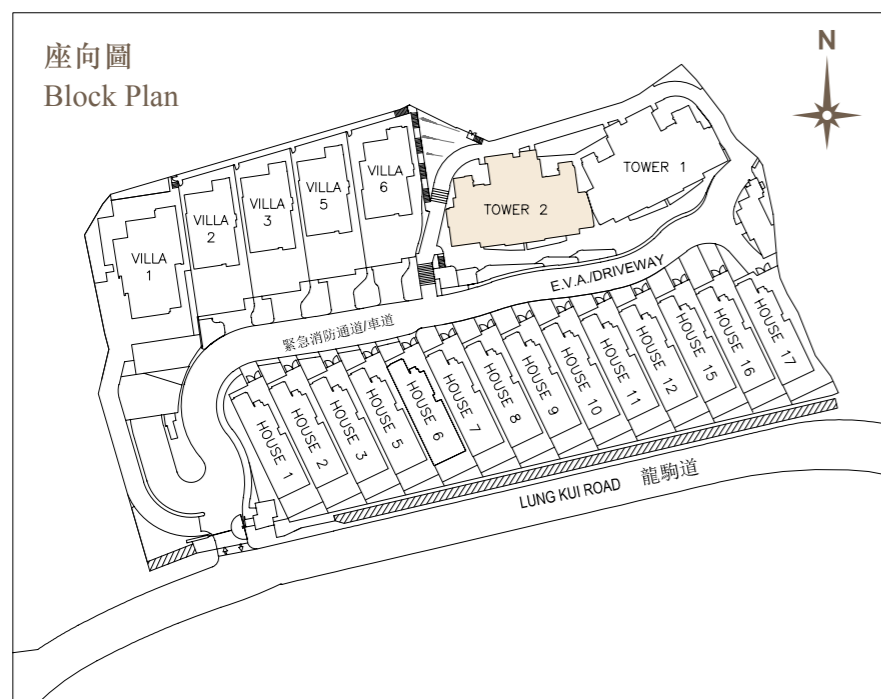 座向圖
Block Plan
N
VILLA
1
VILLA
2
VILLA
3
VILLA
5
VILLA
6
TOWER 2
TOWER 1
E.V.A./DRIVEWAY
緊急消防通道/車道
HOUSE 1
HOUSE 2
HOUSE 3
HOUSE 5
HOUSE 6
HOUSE 7
HOUSE 8
HOUSE 9
HOUSE 10
HOUSE 11
HOUSE 12
HOUSE 15
HOUSE 16
HOUSE 17
LUNG KUI ROAD 龍駒道